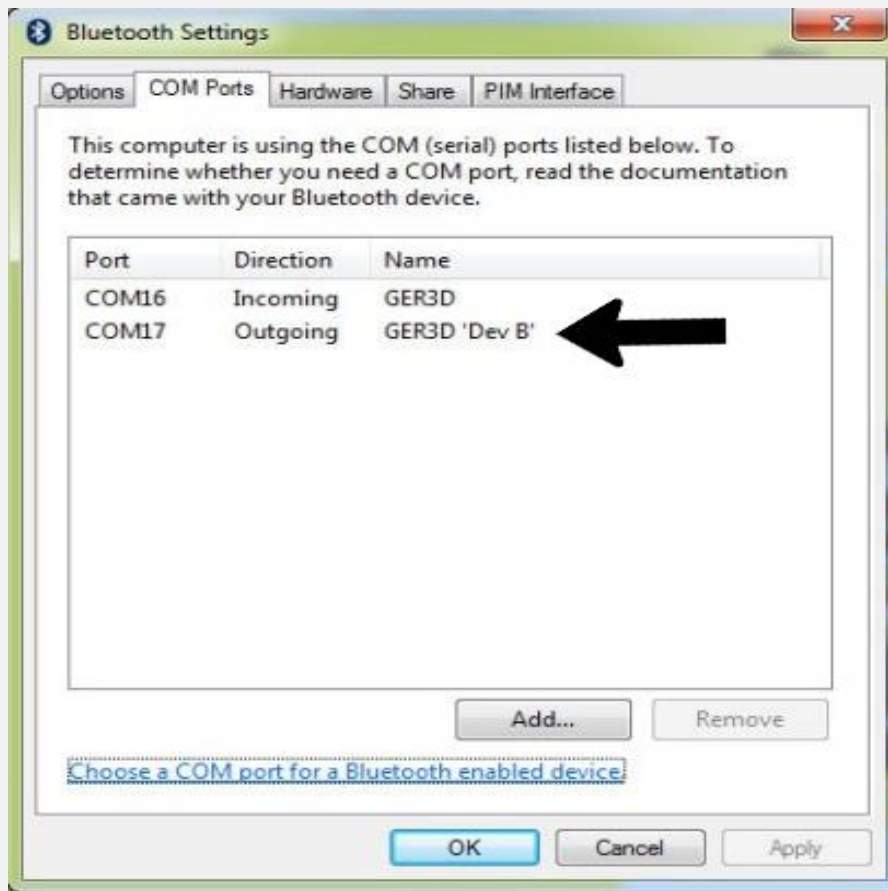 Bluetooth Settings
Options COM Ports Hardware Share PIM Interface
This computer is using the COM (serial) ports listed below. To
determine whether you need a COM port, read the documentation
that came with your Bluetooth device.
Port Direction Name
COM16 Incoming GER3D
COM17 Outgoing GER3D 'Dev B'
Add... Remove
Choose a COM port for a Bluetooth enabled device.
OK Cancel Apply